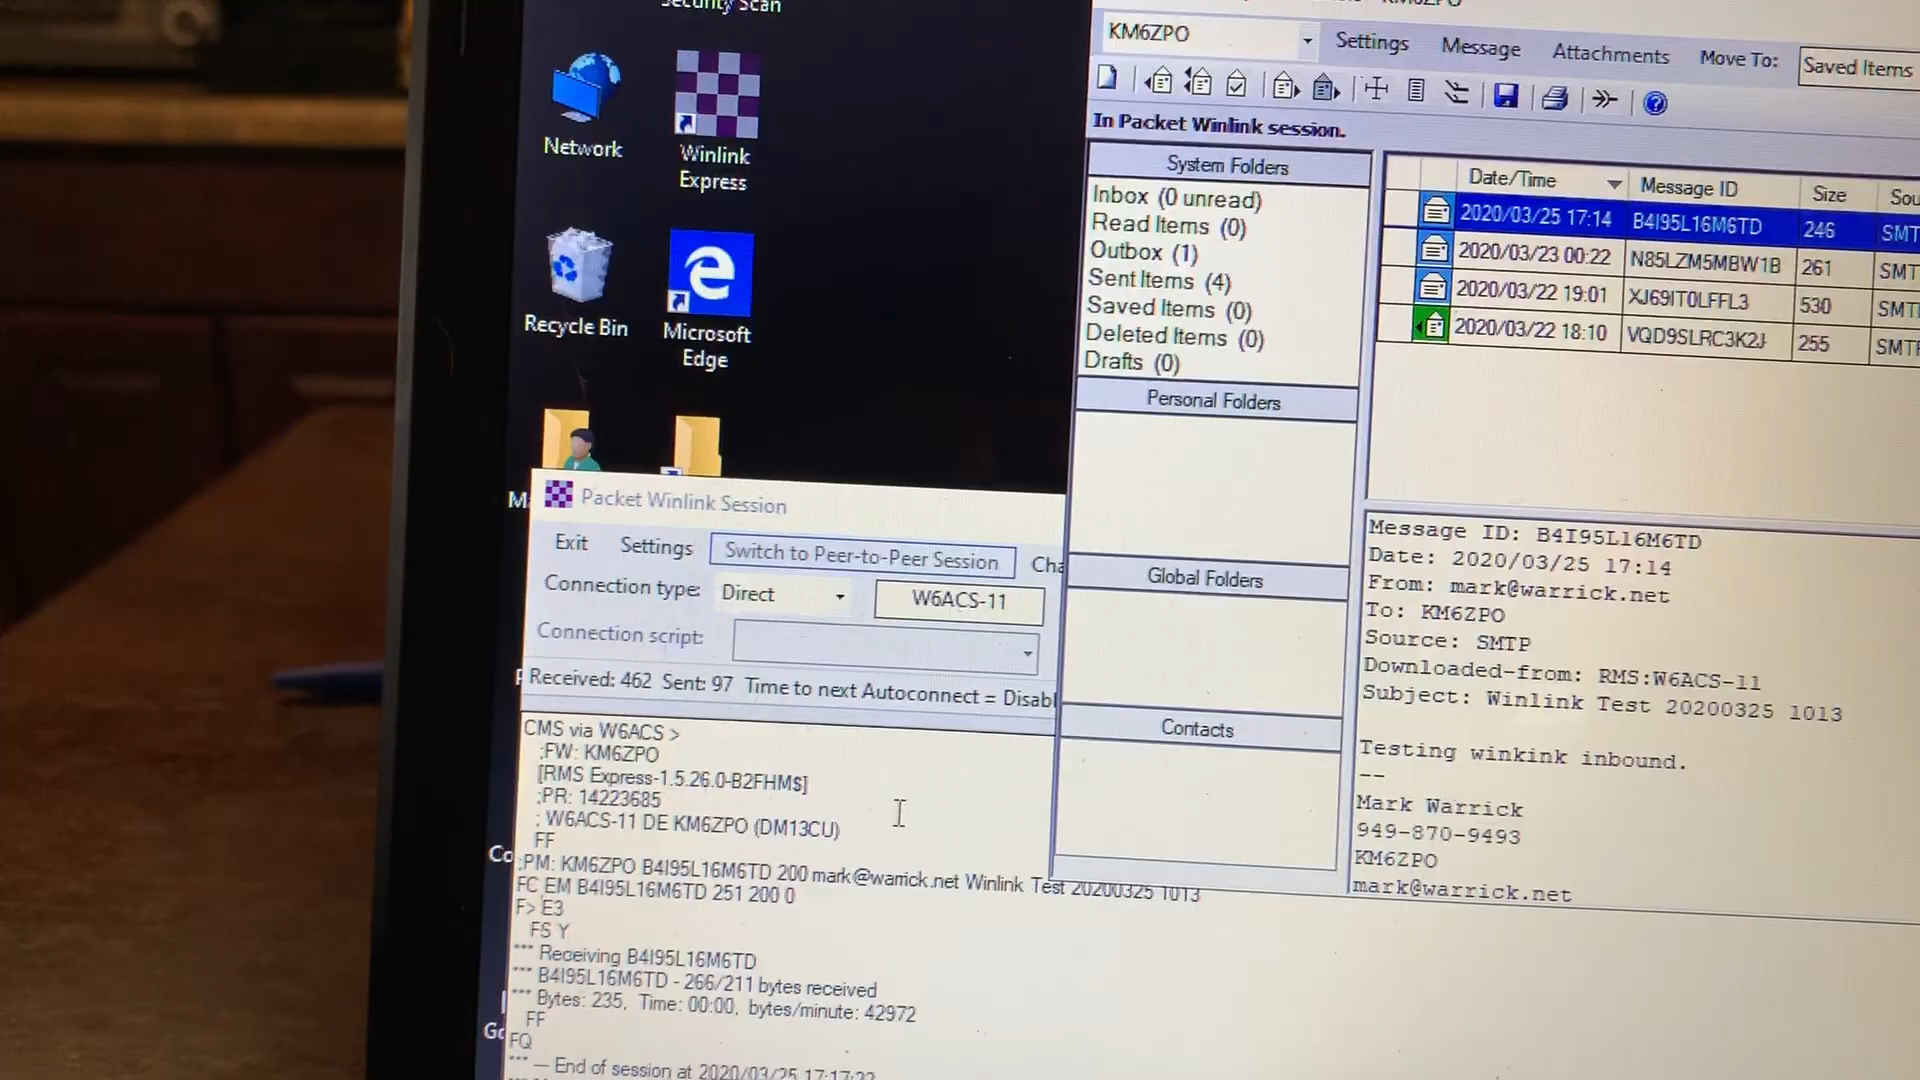 Security Scan
KM6ZPO
KM6ZPO
Settings
Message
Attachments
Move To:
Saved Items
In Packet Winlink session.
Network
Winlink
Express
Recycle Bin
Microsoft
Edge
System Folders
Inbox (0 unread)
Read Items (0)
Outbox (1)
Sent Items (4)
Saved Items (0)
Deleted Items (0)
Drafts (0)
Personal Folders
Global Folders
Contacts
Date/Time Message ID Size Sou
2020/03/25 17:14 B4I95L16M6TD 246 SMT
2020/03/23 00:22 N85LZM5MBW1B 261 SMT
2020/03/22 19:01 XJ69IT0LFFL3 530 SMT
2020/03/22 18:10 VQD9SLRC3K2J 255 SMT
Message ID: B4I95L16M6TD
Date: 2020/03/25 17:14
From: mark@warrick.net
To: KM6ZPO
Source: SMTP
Downloaded-from: RMS:W6ACS-11
Subject: Winlink Test 20200325 1013
Testing winkink inbound.
--
Mark Warrick
949-870-9493
KM6ZPO
mark@warrick.net
Packet Winlink Session
Exit Settings Switch to Peer-to-Peer Session Cha
Connection type: Direct W6ACS-11
Connection script:
Received: 462 Sent: 97 Time to next Autoconnect = Disabl
CMS via W6ACS >
;FW: KM6ZPO
[RMS Express-1.5.26.0-B2FHM$]
;PR: 14223685
; W6ACS-11 DE KM6ZPO (DM13CU)
FF
;PM: KM6ZPO B4I95L16M6TD 200 mark@warrick.net Winlink Test 20200325 1013
FC EM B4I95L16M6TD 251 200 0
F> E3
FS Y
*** Receiving B4I95L16M6TD
*** B4I95L16M6TD - 266/211 bytes received
*** Bytes: 235, Time: 00:00, bytes/minute: 42972
FF
FQ
*** --- End of session at 2020/03/25 17:17:22